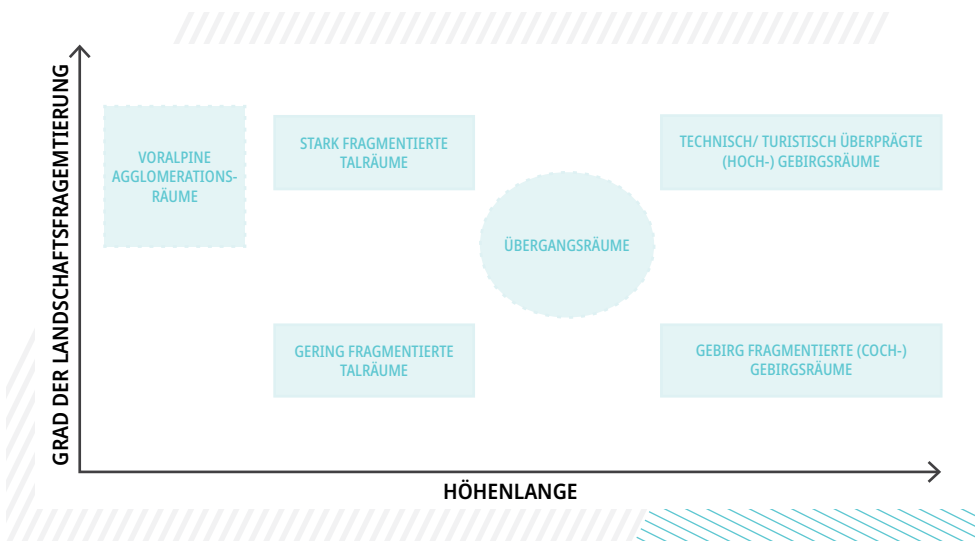 GRAD DER LANDSCHAFTSFRAGEMTIERUNG
VORALPINE
AGGLOMERATIONS-
RÄUME
STARK FRAGMENTIERTE
TALRÄUME
TECHNISCH/ TURISTISCH ÜBERPRÄGTE
(HOCH-) GEBIRGSRÄUME
ÜBERGANGSRÄUME
GERING FRAGMENTIERTE
TALRÄUME
GEBIRG FRAGMENTIERTE (COCH-)
GEBIRGSRÄUME
HÖHENLANGE